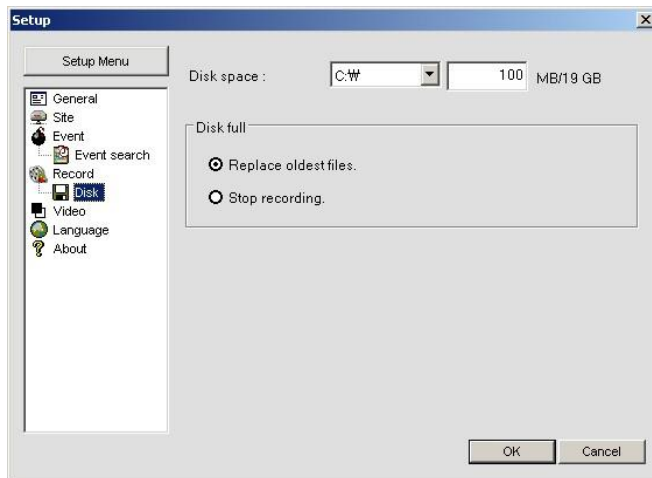 Setup
Setup Menu
General
Site
Event
Event search
Record
Disk
Video
Language
About
Disk space :
C:₩
100
MB/19 GB
Disk full
Replace oldest files.
Stop recording.
OK
Cancel